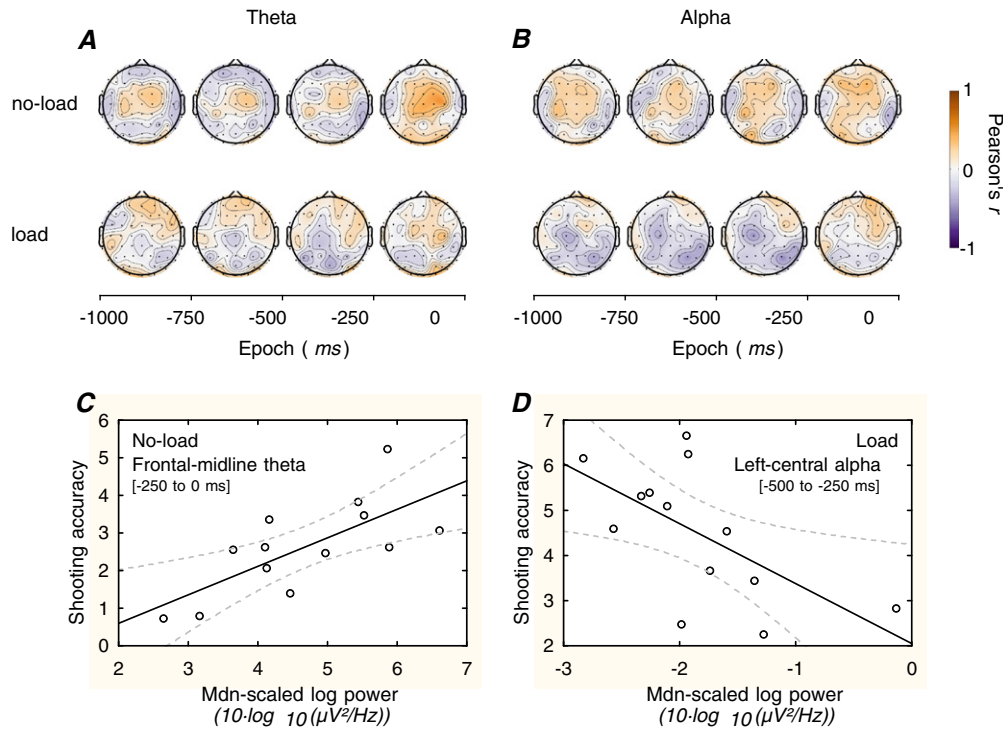 Theta
Alpha
A
B
no-load
load
1
0
-1
Pearson's r
-1000 -750 -500 -250 0
Epoch ( ms)
-1000 -750 -500 -250 0
Epoch ( ms)
C
6
5
4
3
2
1
0
Shooting accuracy
No-load
Frontal-midline theta
[-250 to 0 ms]
2 3 4 5 6 7
Mdn-scaled log power
(10·log 10 (μV²/Hz))
D
7
6
5
4
3
2
Shooting accuracy
Load
Left-central alpha
[-500 to -250 ms]
-3 -2 -1 0
Mdn-scaled log power
(10·log 10 (μV²/Hz))